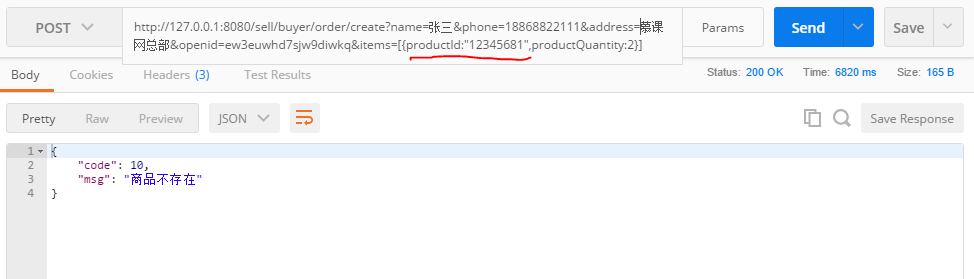 POST
http://127.0.0.1:8080/sell/buyer/order/create?name=张三&phone=18868822111&address=慕课
网总部&openid=ew3euwhd7sjw9diwkq&items=[{productId:"12345681",productQuantity:2}]
Params
Send
Save
Body
Cookies
Headers (3)
Test Results
Status: 200 OK
Time: 6820 ms
Size: 165 B
Pretty
Raw
Preview
JSON
Save Response
1 {
2 "code": 10,
3 "msg": "商品不存在"
4 }